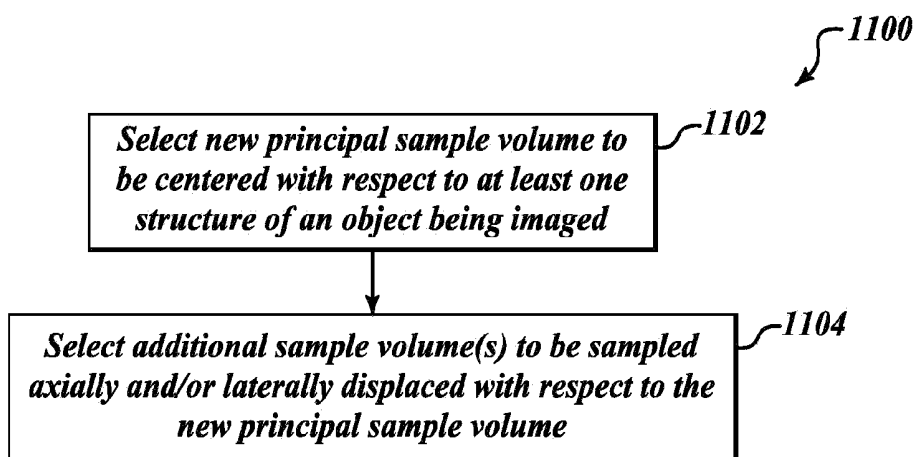 1100
1102
Select new principal sample volume to
be centered with respect to at least one
structure of an object being imaged
1104
Select additional sample volume(s) to be sampled
axially and/or laterally displaced with respect to the
new principal sample volume